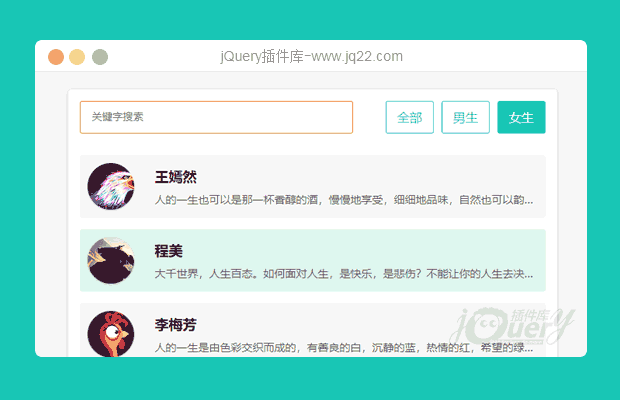 jQuery插件库-www.jq22.com
关键字搜索
全部
男生
女生
王嫣然
人的一生也可以是那一杯香醇的酒，慢慢地享受，细细地品味，自然也可以韵...
程美
大千世界，人生百态。如何面对人生，是快乐，是悲伤？不能让你的人生去决...
李梅芳
人的一生是由色彩交织而成的，有善良的白，沉静的蓝，热情的红，希望的绿...
插件库
jQuery